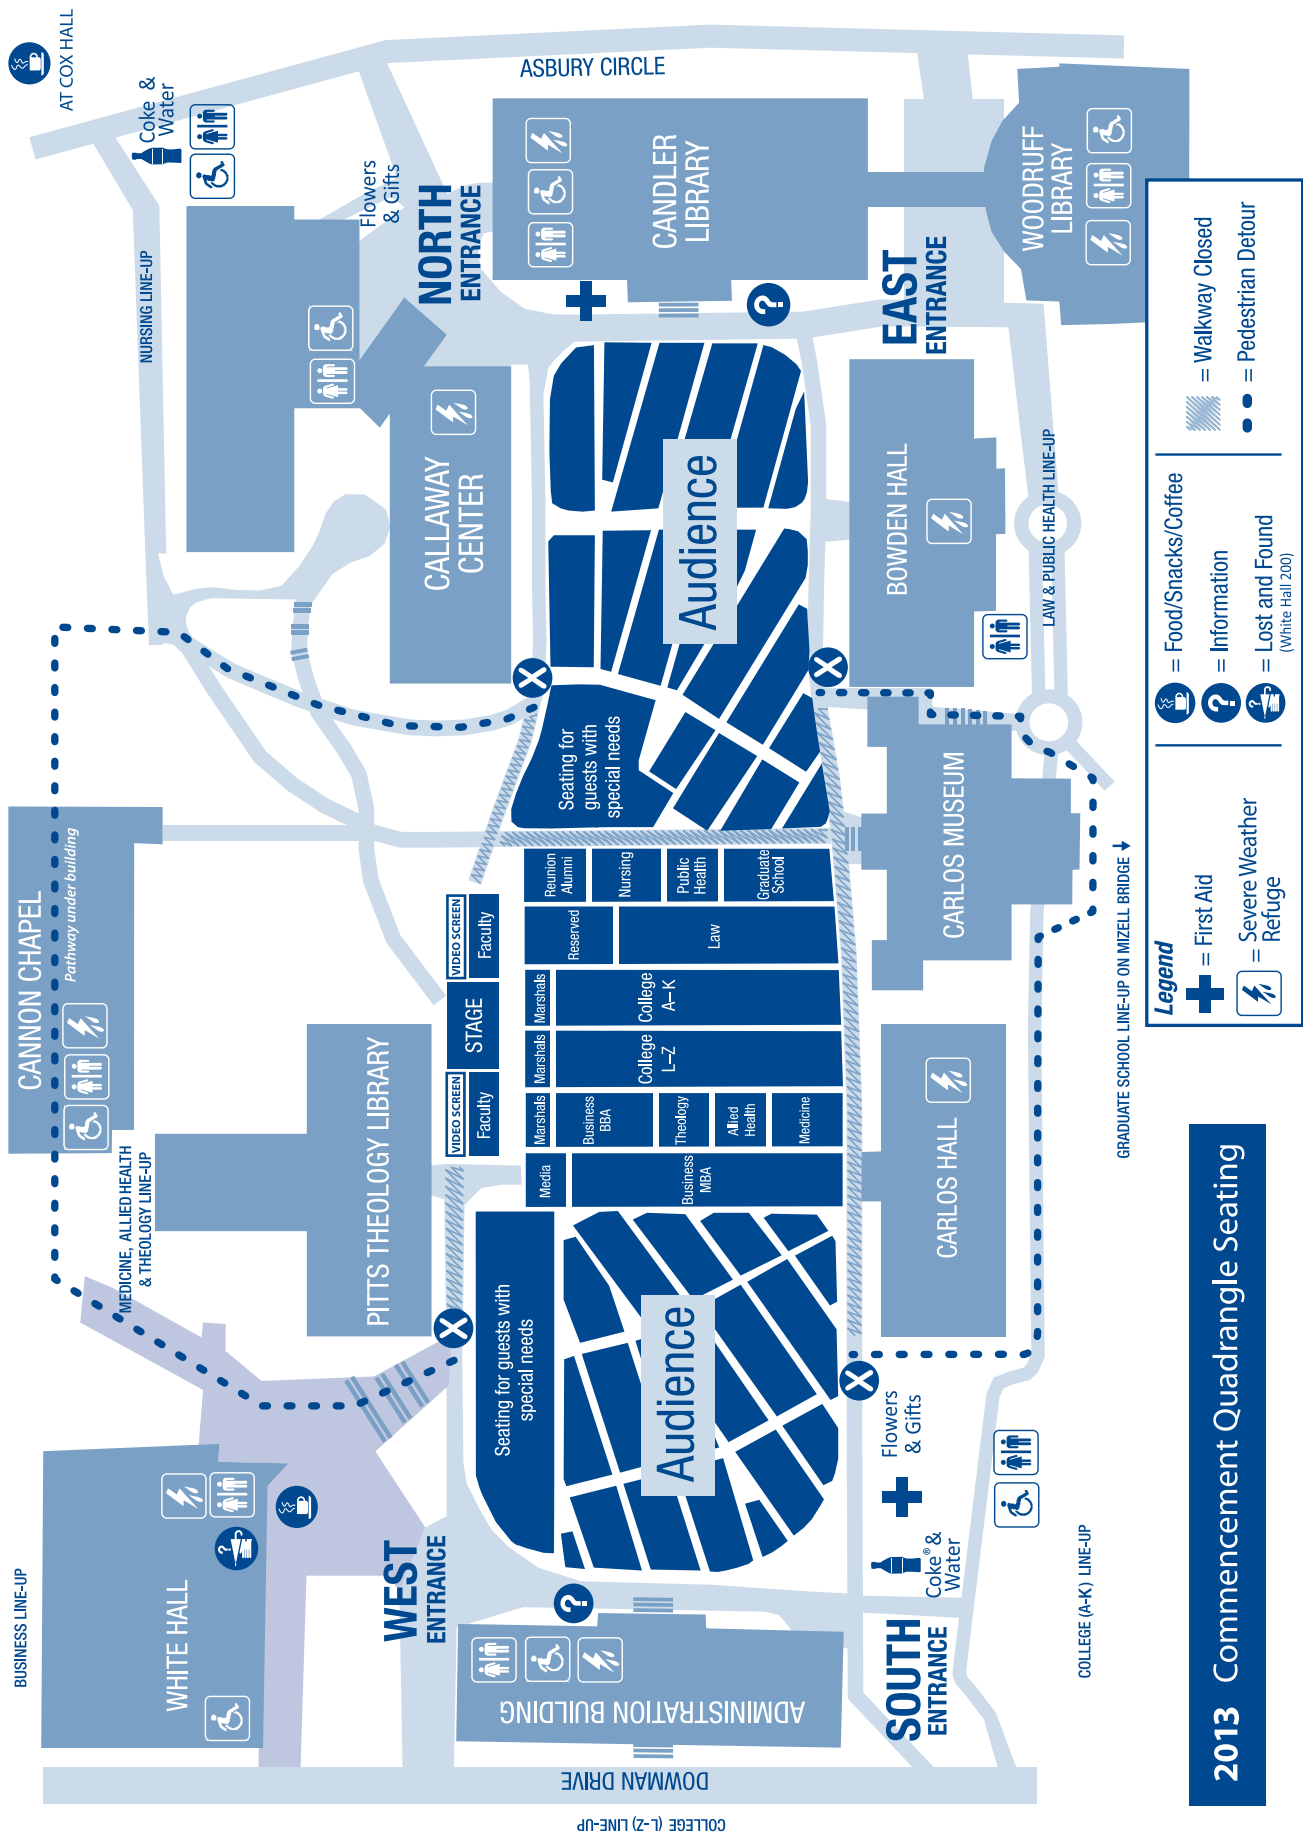 2013 Commencement Quadrangle Seating
AT COX HALL
Coke &
Water
ASBURY CIRCLE
NURSING LINE-UP
Flowers
& Gifts
NORTH
ENTRANCE
CANDLER
LIBRARY
WOODRUFF
LIBRARY
EAST
ENTRANCE
CALLAWAY
CENTER
Audience
BOWDEN HALL
LAW & PUBLIC HEALTH LINE-UP
Seating for
guests with
special needs
X
X
CANNON CHAPEL
Pathway under building
CARLOS MUSEUM
GRADUATE SCHOOL LINE-UP ON MIZELL BRIDGE
Reunion
Alumni
Nursing
Public
Health
Graduate
School
VIDEO SCREEN
Faculty
Reserved
Law
STAGE
Marshals
College
A–K
Marshals
College
L–Z
VIDEO SCREEN
Faculty
Marshals
Business
BBA
Theology
Allied
Health
Medicine
Media
Business
MBA
PITTS THEOLOGY LIBRARY
CARLOS HALL
MEDICINE, ALLIED HEALTH
& THEOLOGY LINE-UP
X
X
Seating for guests with
special needs
Audience
Flowers
& Gifts
Coke® &
Water
BUSINESS LINE-UP
WHITE HALL
WEST
ENTRANCE
ADMINISTRATION BUILDING
SOUTH
ENTRANCE
COLLEGE (A-K) LINE-UP
DOWMAN DRIVE
COLLEGE (L-Z) LINE-UP
Legend
= First Aid
= Severe Weather
Refuge
= Food/Snacks/Coffee
? = Information
? = Lost and Found
(White Hall 200)
= Walkway Closed
= Pedestrian Detour
?
?
?